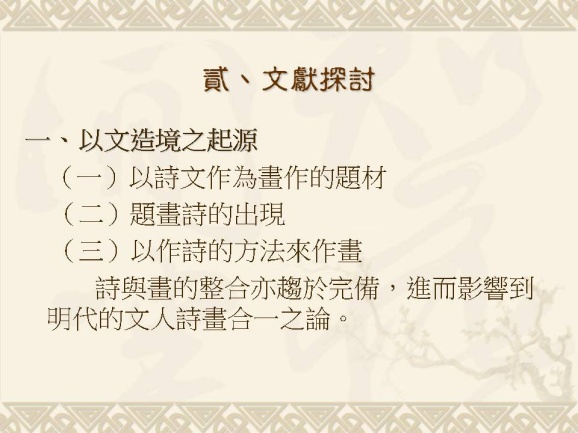 貳、文獻探討
一、以文造境之起源
（一）以詩文作為畫作的題材
（二）題畫詩的出現
（三）以作詩的方法來作畫
詩與畫的整合亦趨於完備，進而影響到
明代的文人詩畫合一之論。